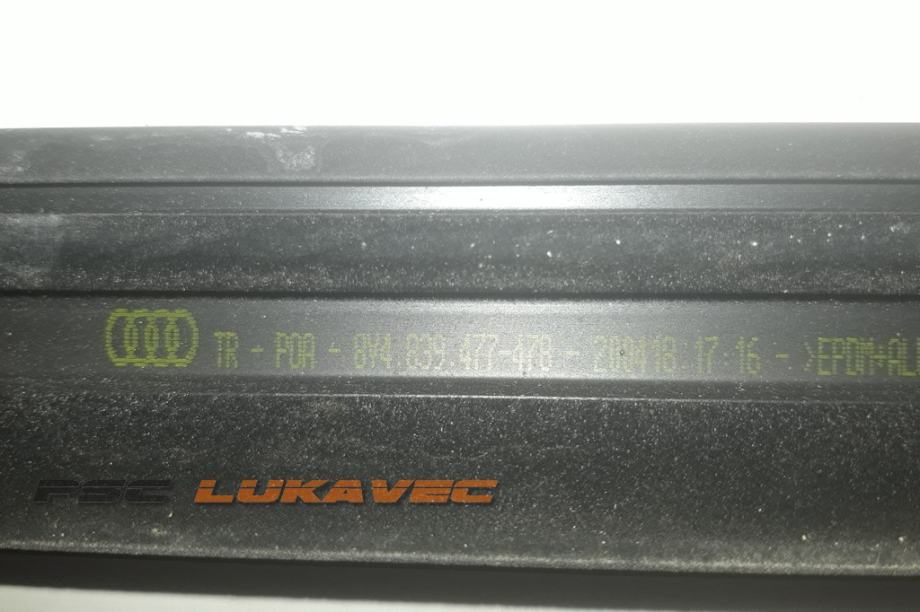 TR - POA - 8Y4.839.477-478 - 200418:17:16 - >EPDM+AL
PSC LUKAVEC